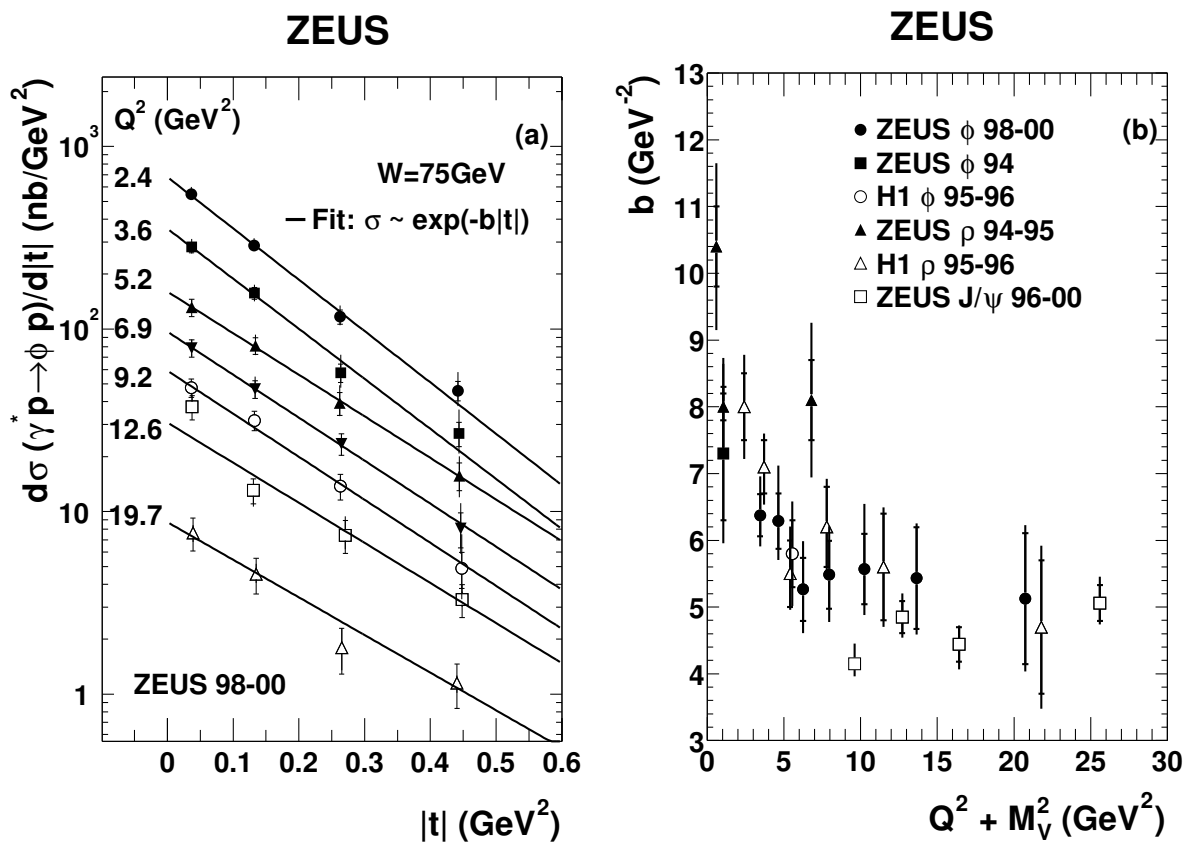 ZEUS
dσ (γ* p→φ p)/d|t| (nb/GeV²)
Q² (GeV²)
(a)
10³
2.4
W=75GeV
Fit: σ ~ exp(-b|t|)
3.6
5.2
10²
6.9
9.2
12.6
10
19.7
1
ZEUS 98-00
0 0.1 0.2 0.3 0.4 0.5 0.6
|t| (GeV²)
ZEUS
b (GeV⁻²)
13
12
11
10
9
8
7
6
5
4
3
(b)
ZEUS φ 98-00
ZEUS φ 94
H1 φ 95-96
ZEUS ρ 94-95
H1 ρ 95-96
ZEUS J/ψ 96-00
0 5 10 15 20 25 30
Q² + M_V² (GeV²)